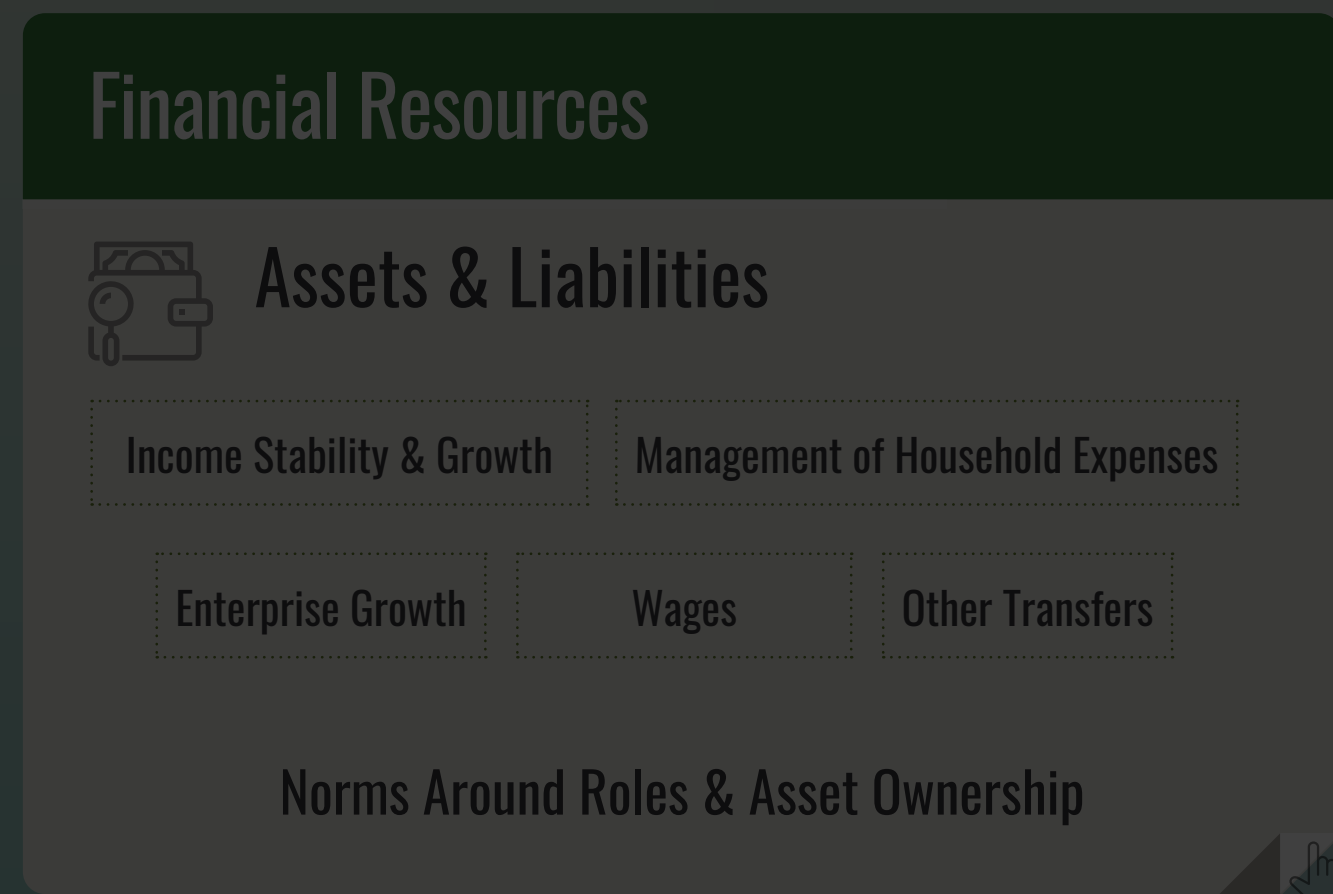 Financial Resources
Assets & Liabilities
Income Stability & Growth
Management of Household Expenses
Enterprise Growth
Wages
Other Transfers
Norms Around Roles & Asset Ownership